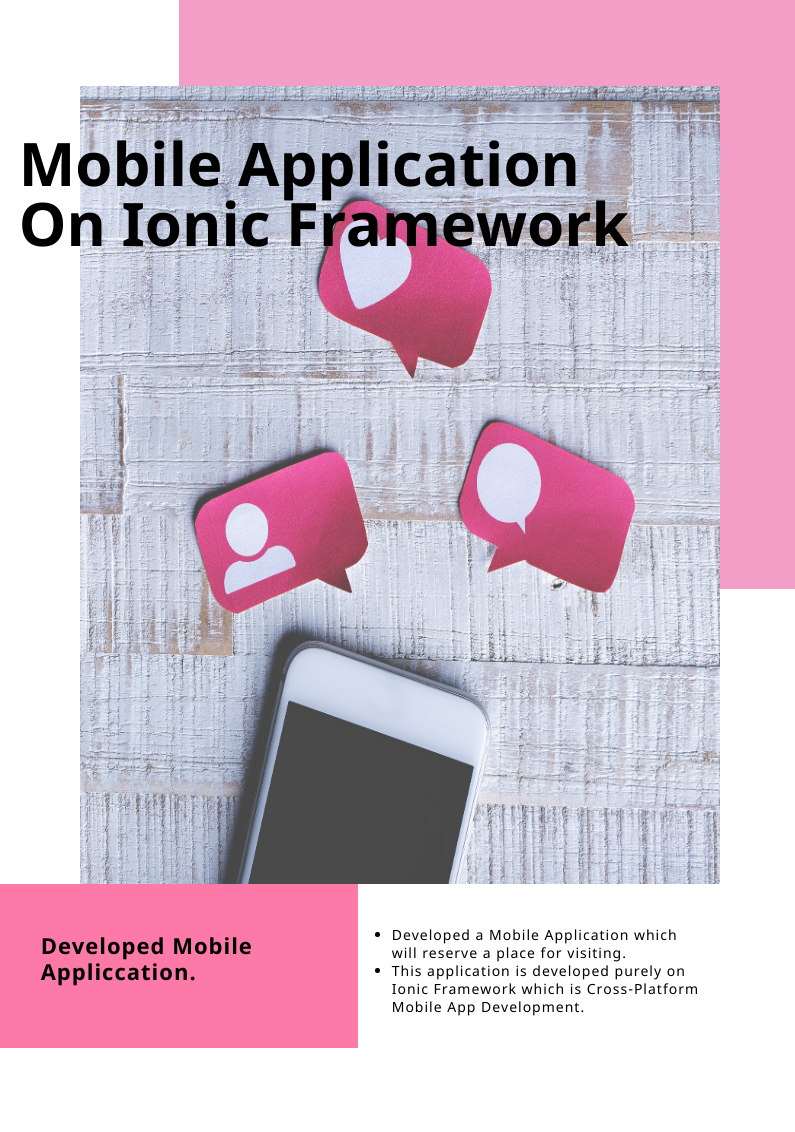 Mobile Application
On Ionic Framework
Developed Mobile
Appliccation.
• Developed a Mobile Application which
will reserve a place for visiting.
• This application is developed purely on
Ionic Framework which is Cross-Platform
Mobile App Development.